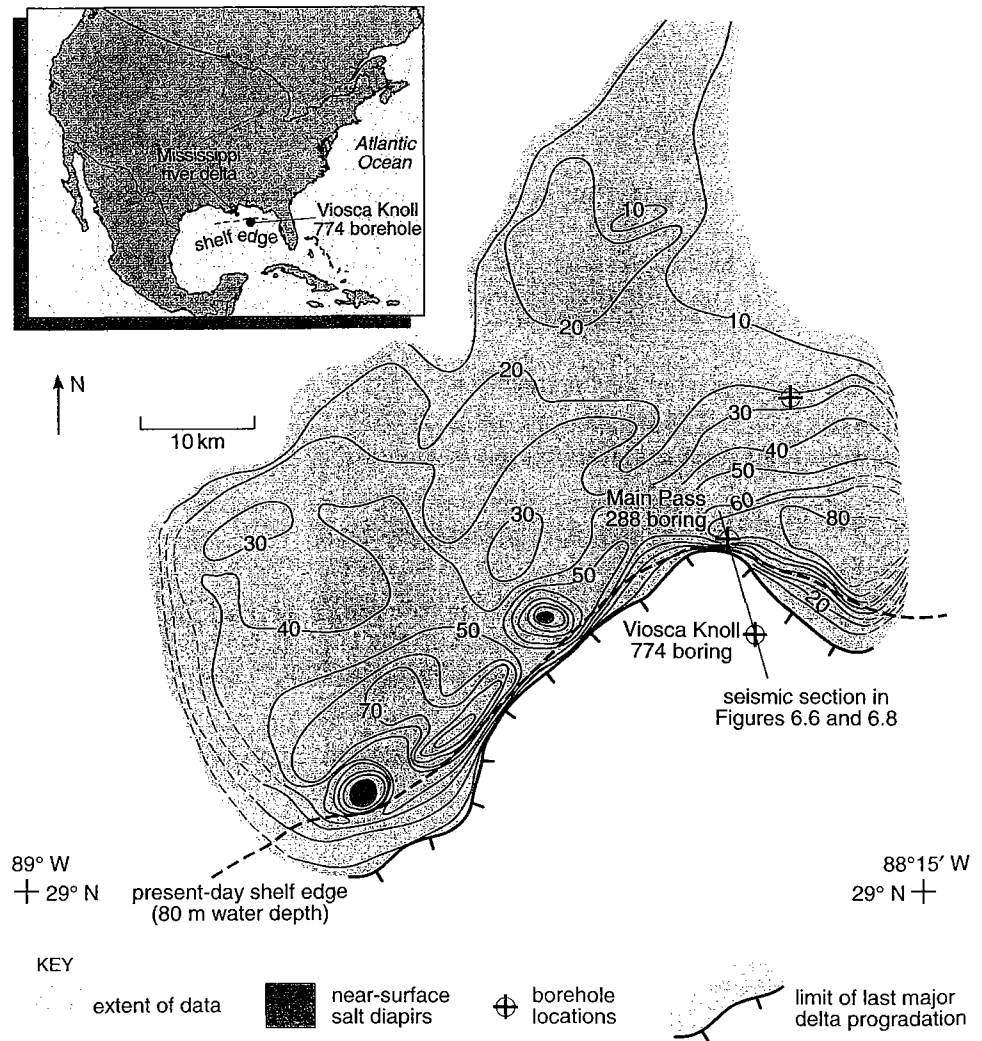 Atlantic
Ocean
Mississippi
river delta
Viosca Knoll
774 borehole
shelf edge
N
10 km
10
20
10
20
30
40
50
60
80
Main Pass
288 boring
30
30
50
20
40
50
Viosca Knoll
774 boring
70
seismic section in
Figures 6.6 and 6.8
89° W
29° N
present-day shelf edge
(80 m water depth)
88°15′ W
29° N
KEY
extent of data
near-surface
salt diapirs
borehole
locations
limit of last major
delta progradation